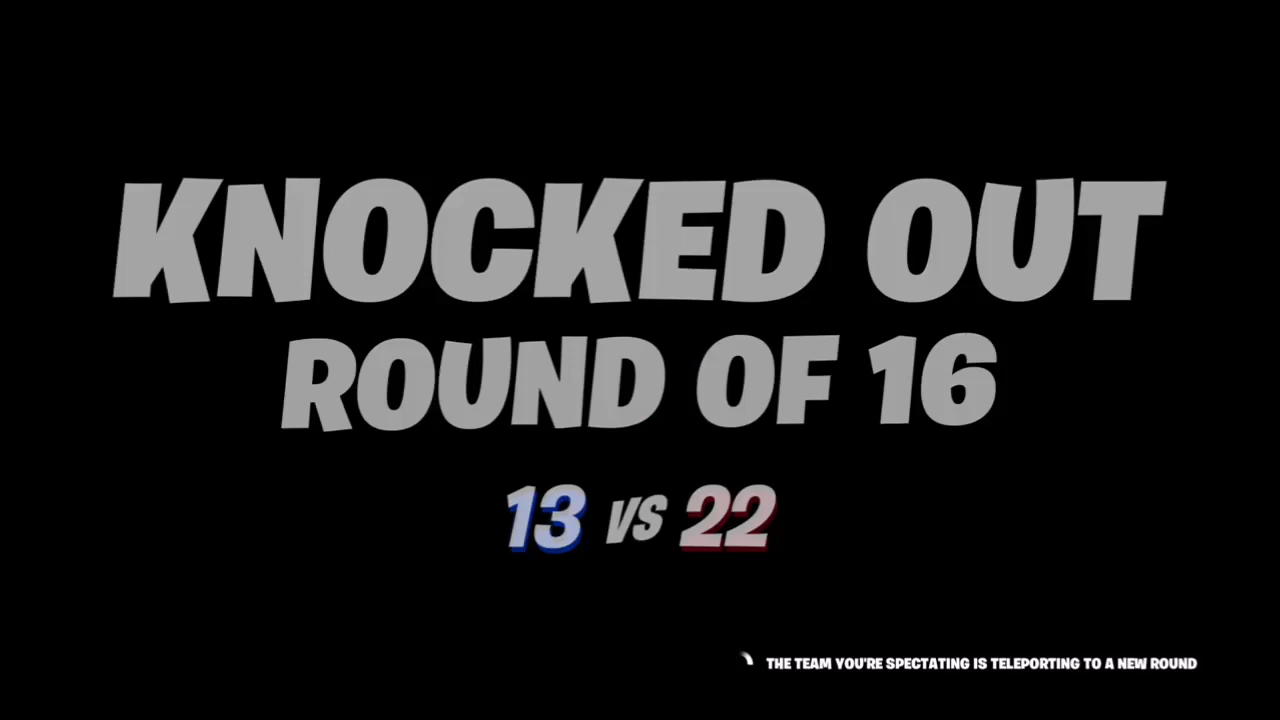 KNOCKED OUT
ROUND OF 16
13 VS 22
THE TEAM YOU'RE SPECTATING IS TELEPORTING TO A NEW ROUND